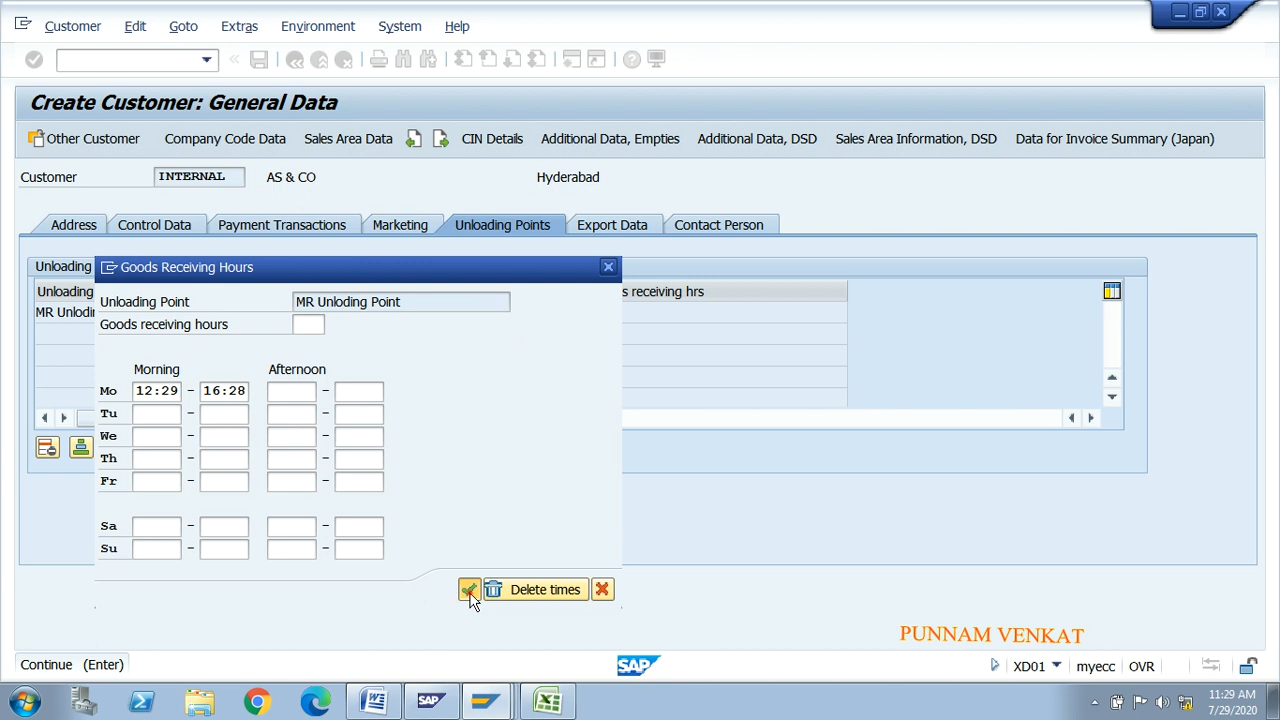 Customer Edit Goto Extras Environment System Help
Create Customer: General Data
Other Customer Company Code Data Sales Area Data CIN Details Additional Data, Empties Additional Data, DSD Sales Area Information, DSD Data for Invoice Summary (Japan)
Customer INTERNAL AS & CO Hyderabad
Address Control Data Payment Transactions Marketing Unloading Points Export Data Contact Person
Unloading
Goods Receiving Hours
Unloading
s receiving hrs
MR Unlodin
Unloading Point MR Unloding Point
Goods receiving hours
Morning Afternoon
Mo 12:29 - 16:28 -
Tu - -
We - -
Th - -
Fr - -
Sa - -
Su - -
Delete times
PUNNAM VENKAT
Continue (Enter)
SAP
XD01 myecc OVR
SAP
11:29 AM
7/29/2020